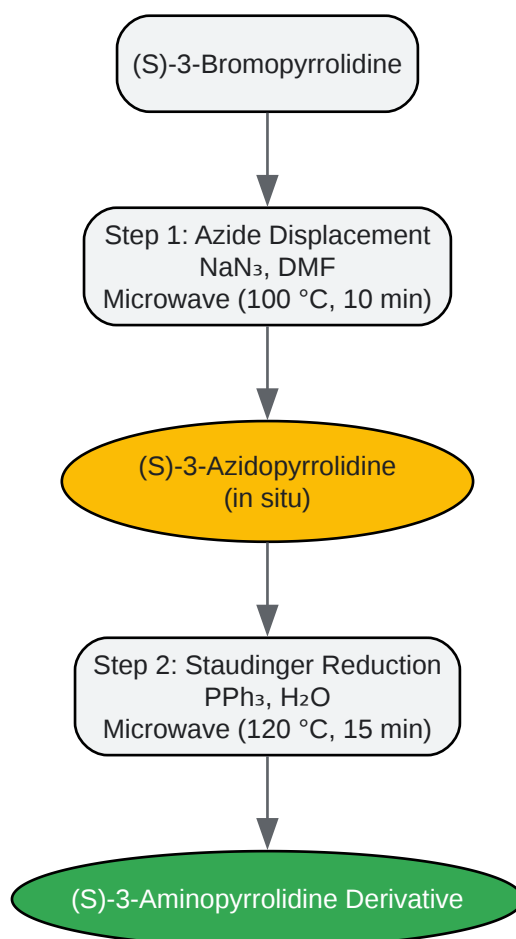 (S)-3-Bromopyrrolidine
Step 1: Azide Displacement
NaN₃, DMF
Microwave (100 °C, 10 min)
(S)-3-Azidopyrrolidine
(in situ)
Step 2: Staudinger Reduction
PPh₃, H₂O
Microwave (120 °C, 15 min)
(S)-3-Aminopyrrolidine Derivative